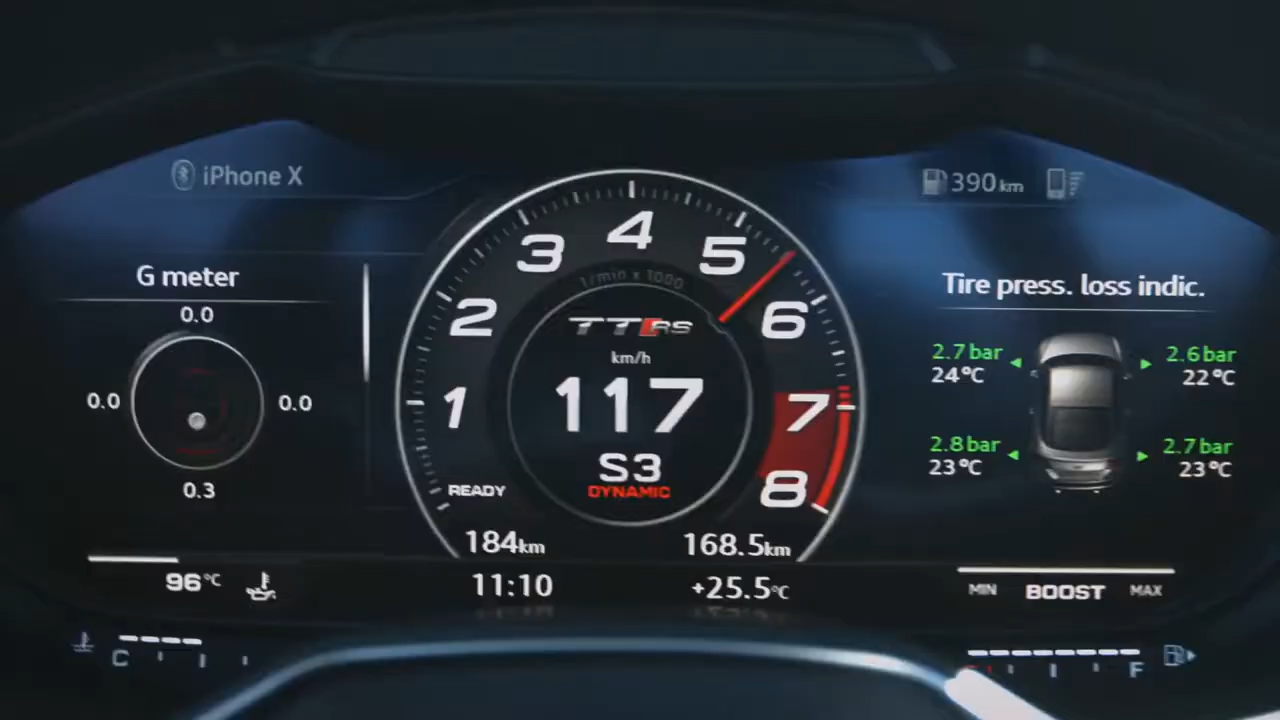 iPhone X
390 km
G meter
0.0
0.0
0.0
0.3
96°C
C
1
2
3
4
5
6
7
8
1/min x 1000
TTRS
km/h
117
S3
DYNAMIC
READY
184km
168.5km
11:10
+25.5°C
Tire press. loss indic.
2.7 bar
24°C
2.6 bar
22°C
2.8 bar
23°C
2.7 bar
23°C
MIN BOOST MAX
F